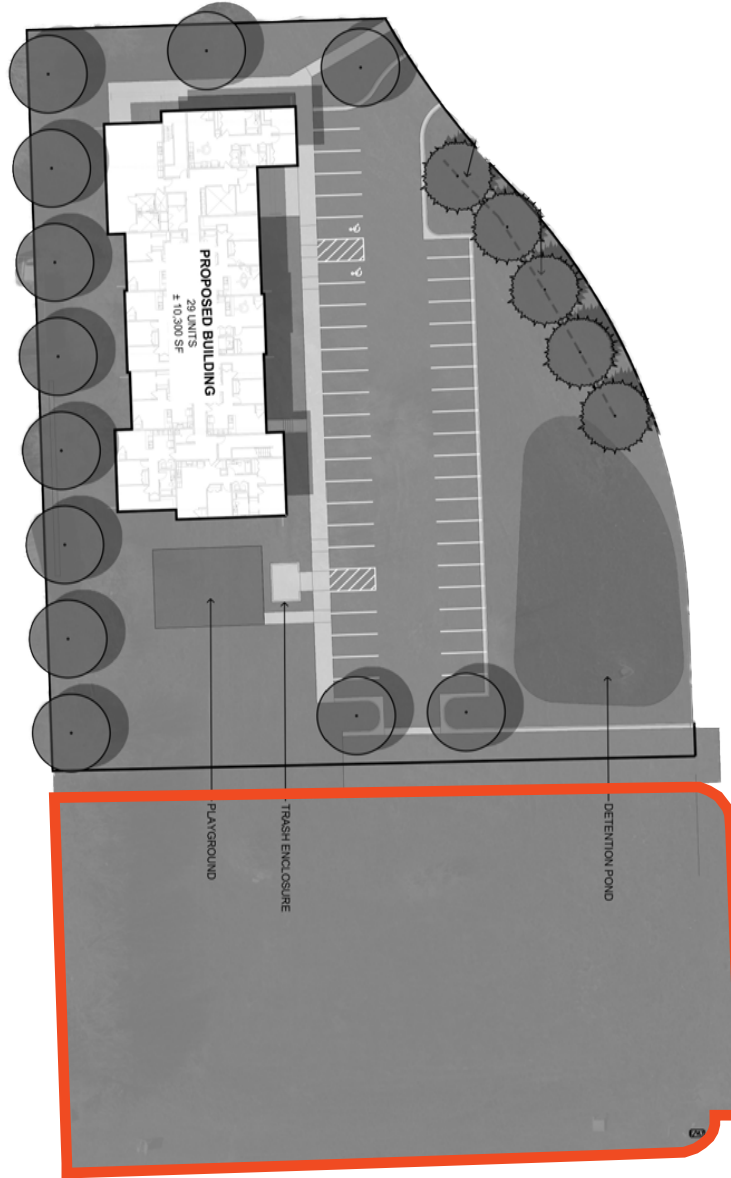 PROPOSED BUILDING
29 UNITS
± 10,300 SF
PLAYGROUND
TRASH ENCLOSURE
DETENTION POND